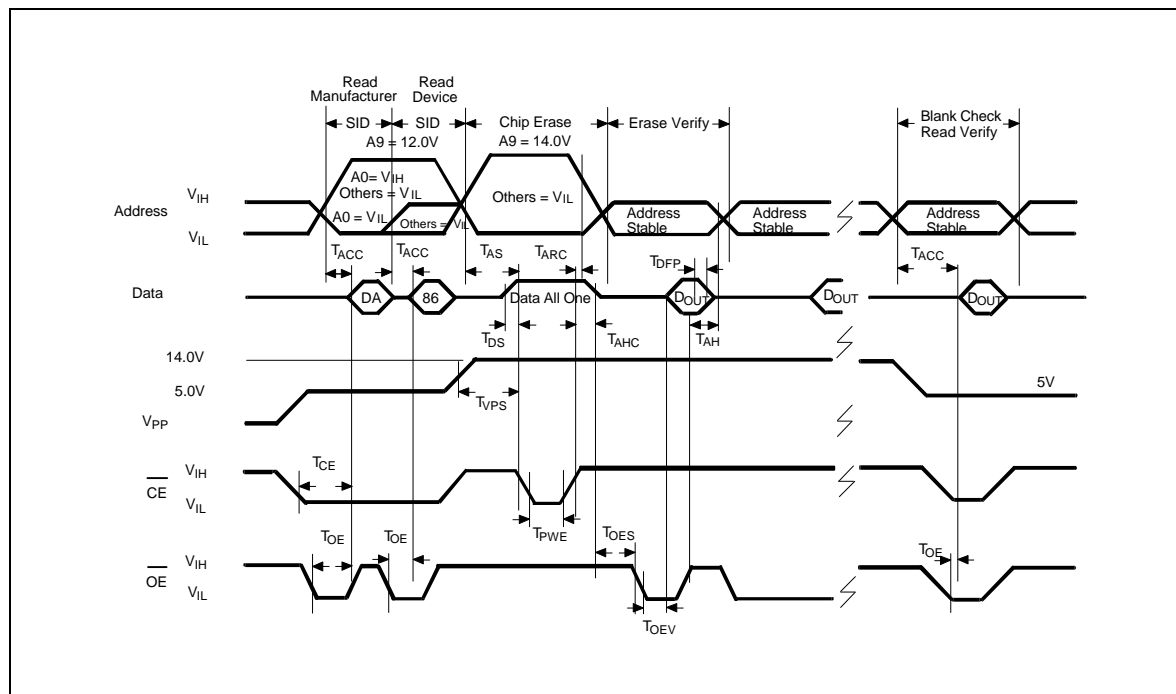 Read Manufacturer
SID
Read Device
SID
Chip Erase
Erase Verify
Blank Check
Read Verify
A9 = 12.0V
A9 = 14.0V
A0= VIH
Others = VIL
A0 = VIL
Others = VIL
Others = VIL
Address
VIH
VIL
Address Stable
Address Stable
Address Stable
TACC
TACC
TAS
TARC
TDFP
TACC
Data
DA
86
Data All One
DOUT
DOUT
DOUT
TDS
TAHC
TAH
14.0V
5.0V
VPP
TVPS
5V
CE
VIH
VIL
TCE
TPWE
OE
VIH
VIL
TOE
TOE
TOES
TOEV
TOE